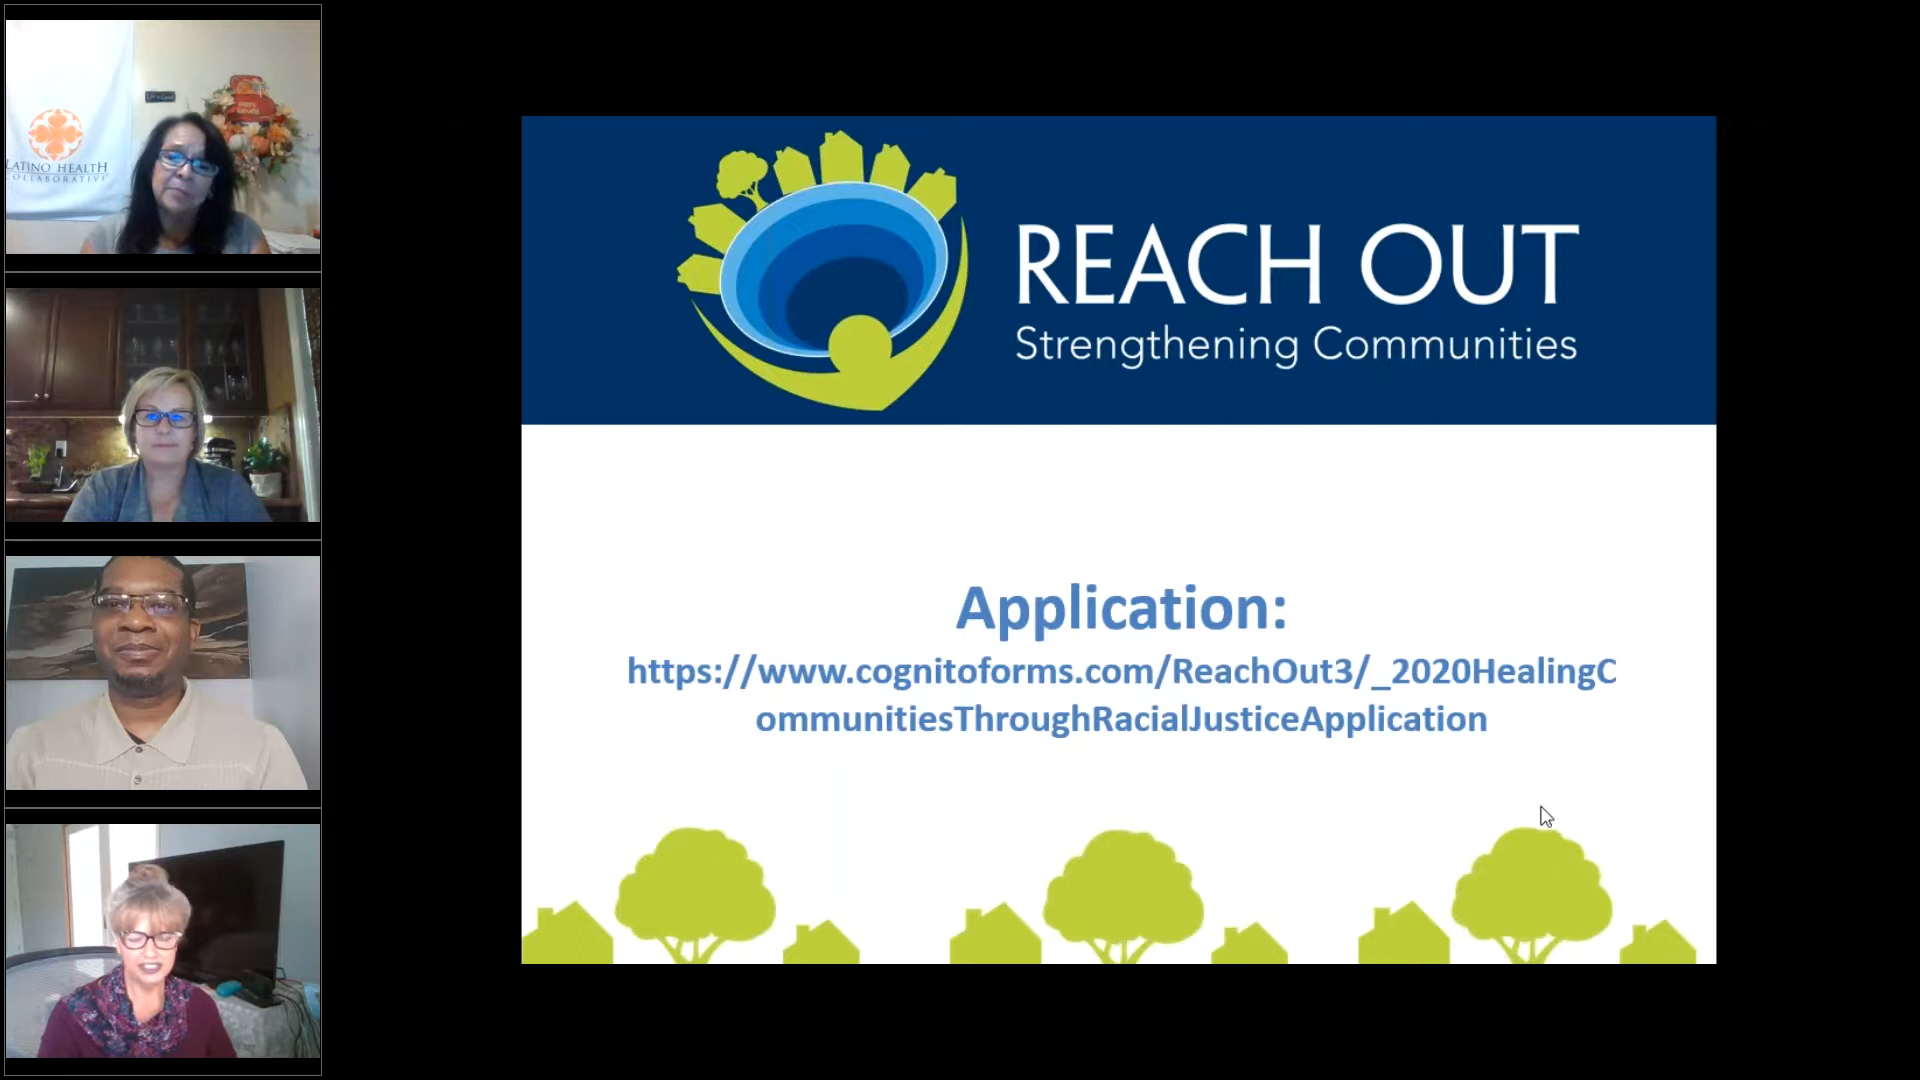 LATINO HEALTH
COLLABORATIVE
REACH OUT
Strengthening Communities
Application:
https://www.cognitoforms.com/ReachOut3/_2020HealingC
ommunitiesThroughRacialJusticeApplication